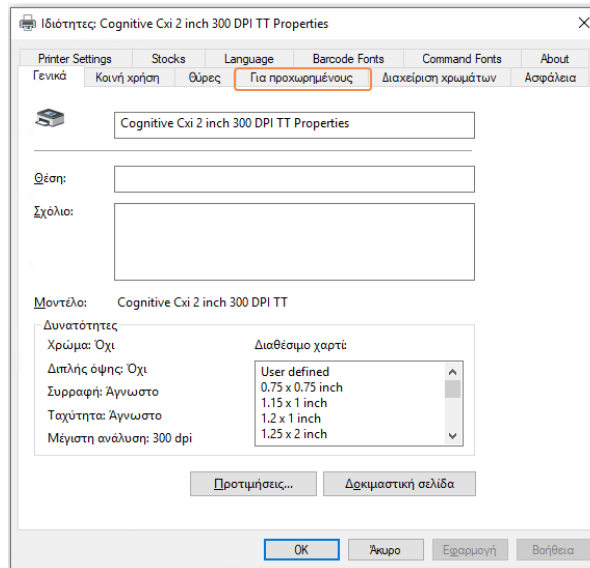 Ιδιότητες: Cognitive Cxi 2 inch 300 DPI TT Properties
Printer Settings Stocks Language Barcode Fonts Command Fonts About
Γενικά Κοινή χρήση Θύρες Για προχωρημένους Διαχείριση χρωμάτων Ασφάλεια
Cognitive Cxi 2 inch 300 DPI TT Properties
Θέση:
Σχόλιο:
Μοντέλο: Cognitive Cxi 2 inch 300 DPI TT
Δυνατότητες
Χρώμα: Όχι
Διπλής όψης: Όχι
Συρραφή: Άγνωστο
Ταχύτητα: Άγνωστο
Μέγιστη ανάλυση: 300 dpi
Διαθέσιμο χαρτί:
User defined
0.75 x 0.75 inch
1.15 x 1 inch
1.2 x 1 inch
1.25 x 2 inch
Προτιμήσεις... Δοκιμαστική σελίδα
OK Άκυρο Εφαρμογή Βοήθεια